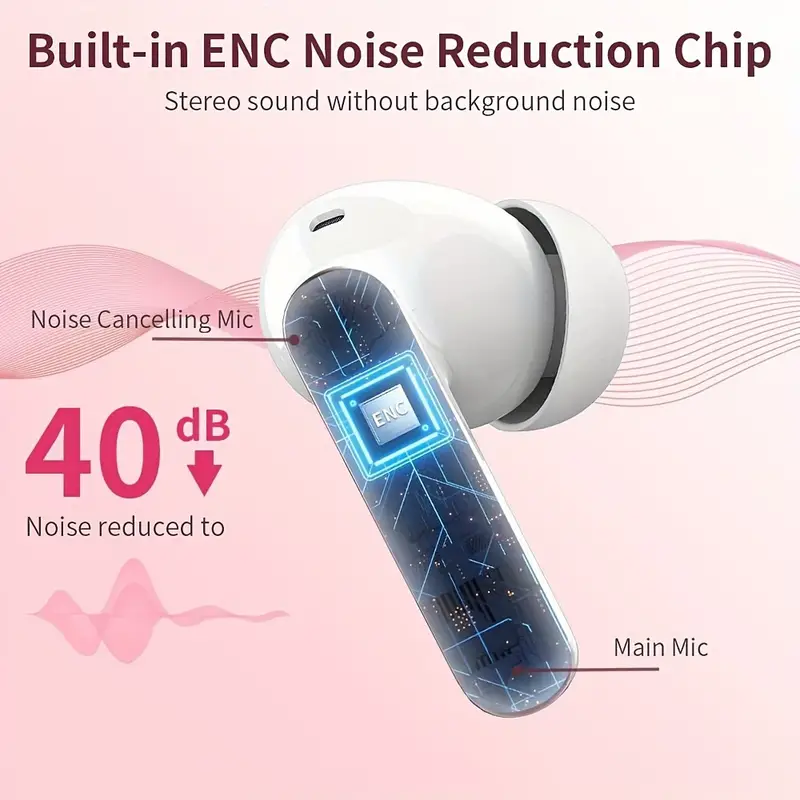 Built-in ENC Noise Reduction Chip
Stereo sound without background noise
Noise Cancelling Mic
ENC
40 dB
Noise reduced to
Main Mic